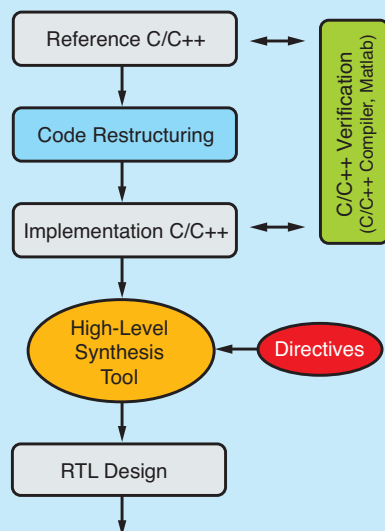 Reference C/C++
Code Restructuring
Implementation C/C++
C/C++ Verification
(C/C++ Compiler, Matlab)
High-Level
Synthesis
Tool
Directives
RTL Design